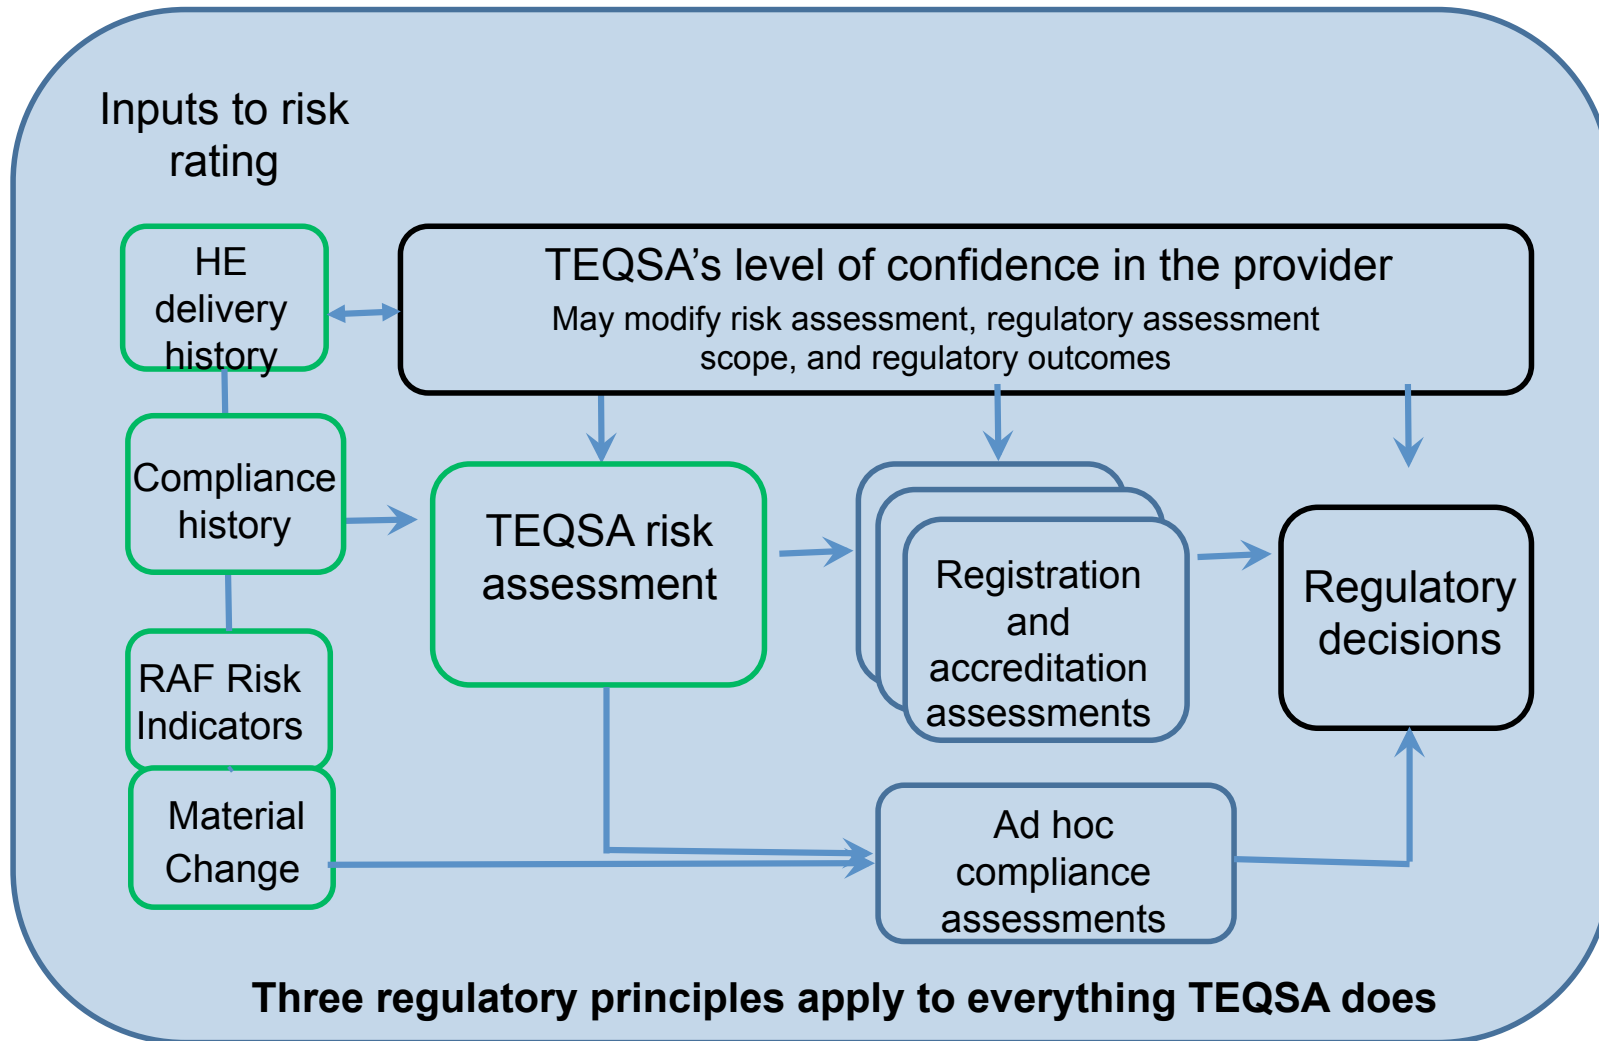 Inputs to risk
rating
HE
delivery
history
TEQSA’s level of confidence in the provider
May modify risk assessment, regulatory assessment
scope, and regulatory outcomes
Compliance
history
TEQSA risk
assessment
Registration
and
accreditation
assessments
Regulatory
decisions
RAF Risk
Indicators
Material
Change
Ad hoc
compliance
assessments
Three regulatory principles apply to everything TEQSA does